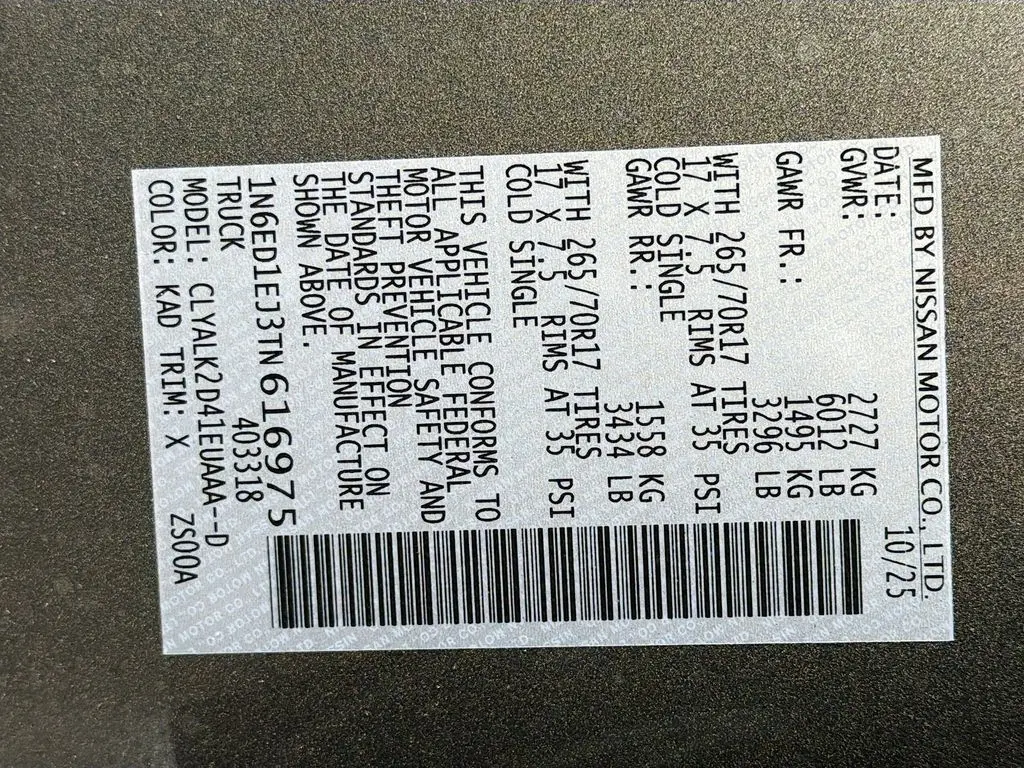 MFD BY NISSAN MOTOR CO., LTD.
DATE: 10/25
GVWR: 2727 KG
6012 LB
GAWR FR.: 1495 KG
3296 LB
WITH 265/70R17 TIRES
17 X 7.5 RIMS AT 35 PSI
COLD SINGLE
GAWR RR.: 1558 KG
3434 LB
WITH 265/70R17 TIRES
17 X 7.5 RIMS AT 35 PSI
COLD SINGLE
THIS VEHICLE CONFORMS TO
ALL APPLICABLE FEDERAL
MOTOR VEHICLE SAFETY AND
THEFT PREVENTION
STANDARDS IN EFFECT ON
THE DATE OF MANUFACTURE
SHOWN ABOVE.
1N6ED1EJ3TN616975
TRUCK 403318
MODEL: CLYALK2D41EUAAA--D
COLOR: KAD TRIM: X ZS00A